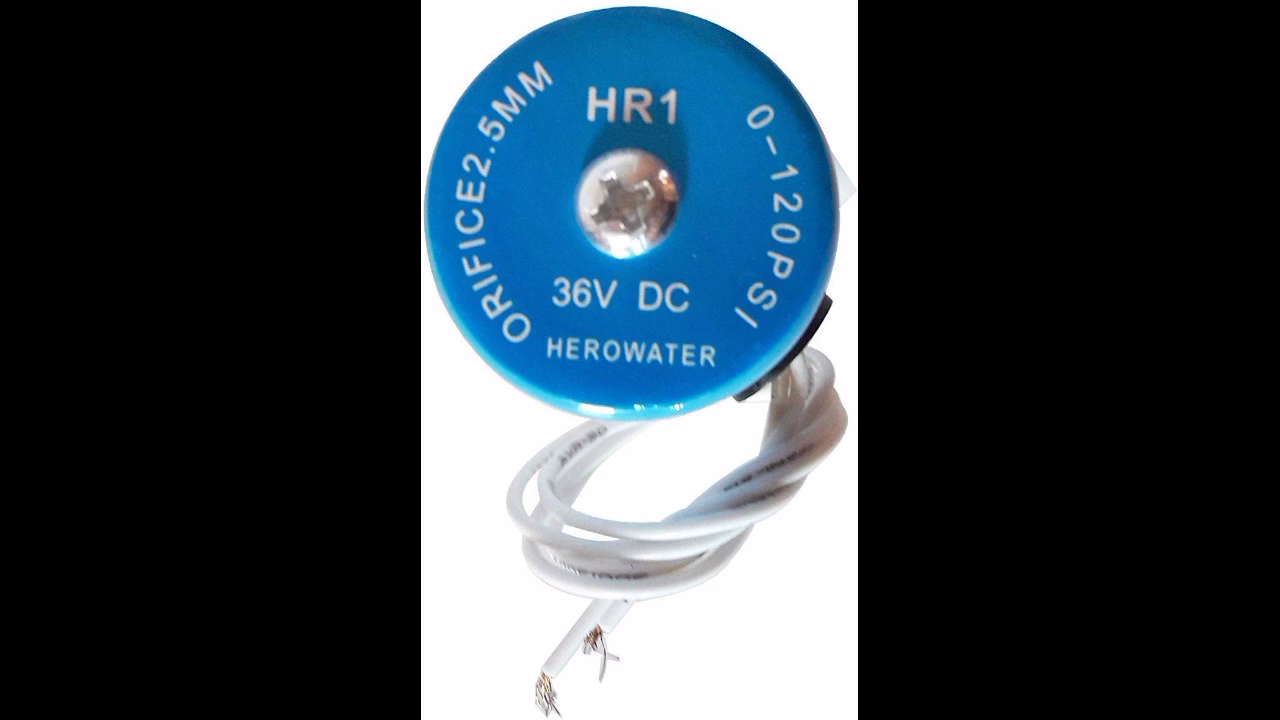 HR1
ORIFICE2.5MM
0-120PSI
36V DC
HEROWATER